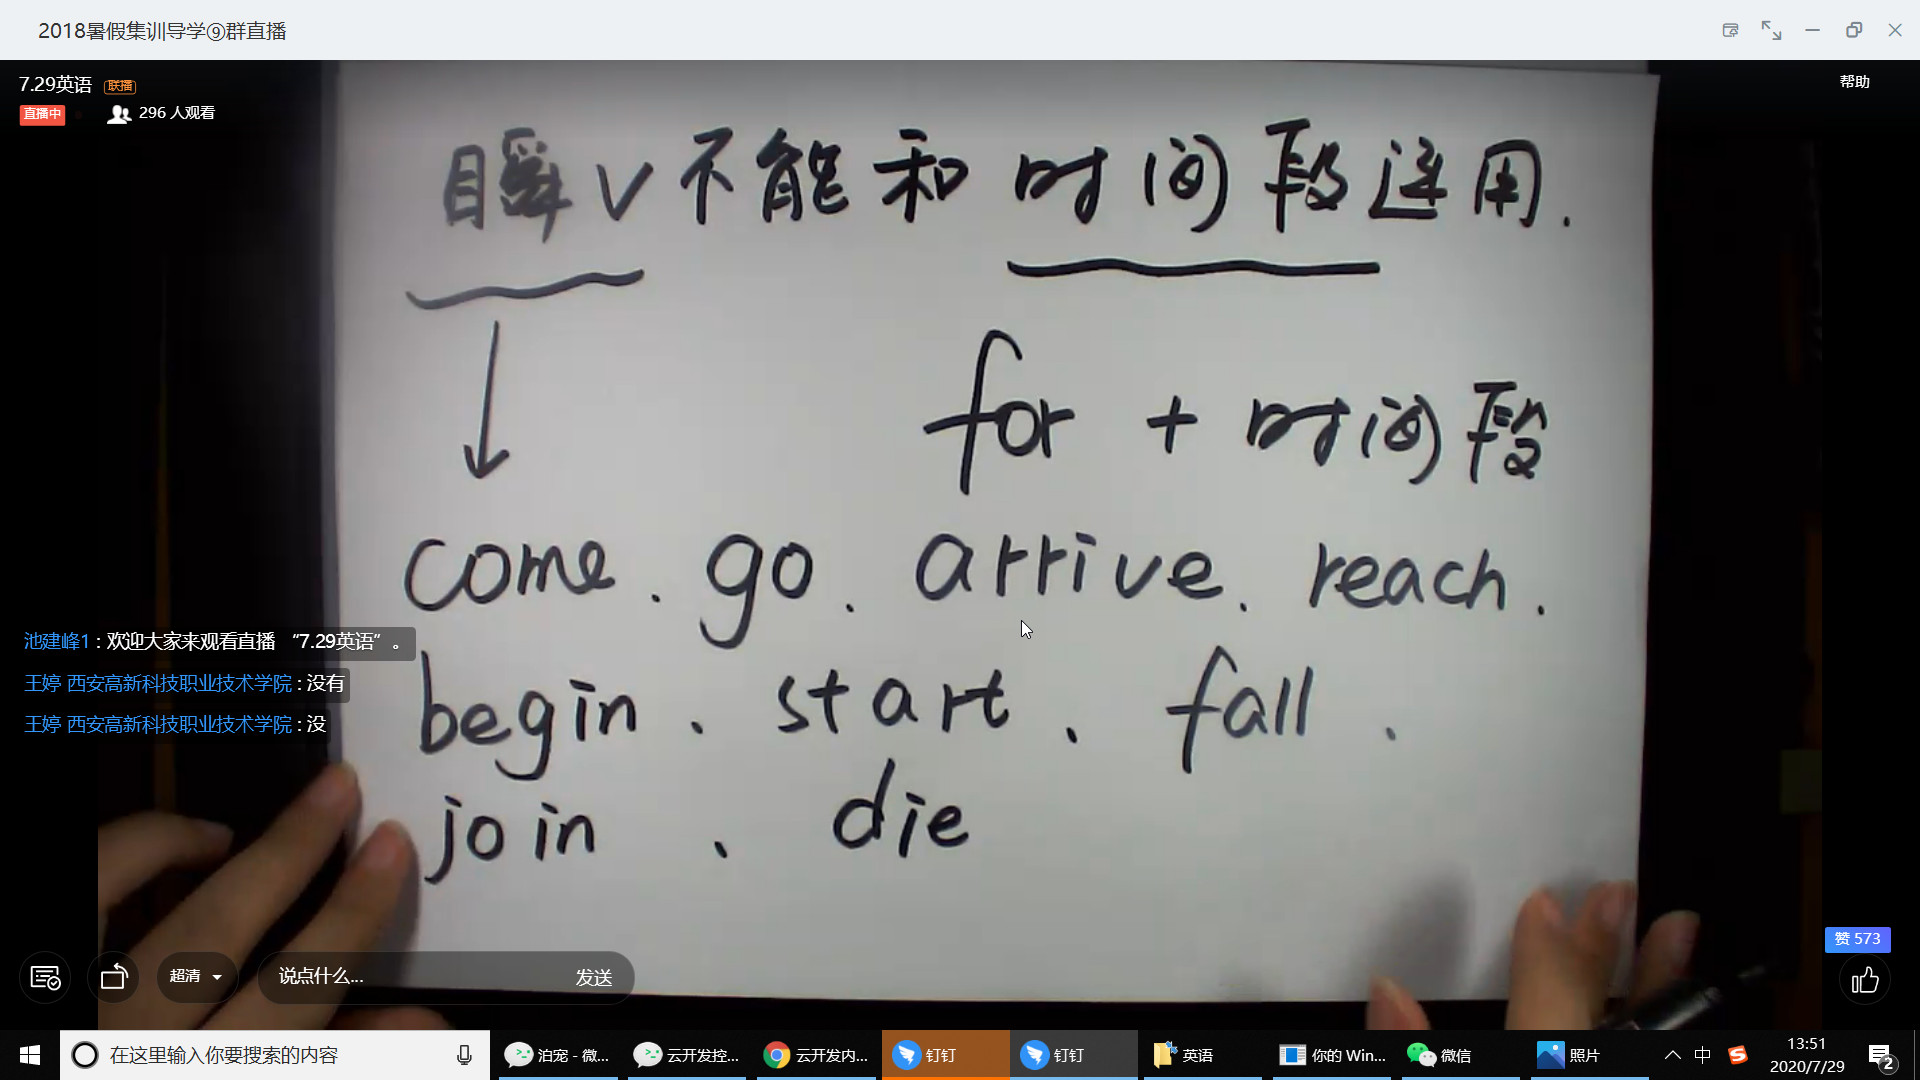 2018暑假集训导学⑨群直播
7.29英语 联播
帮助
直播中 296 人观看
瞬v不能和时间段连用.
for + 时间段
come. go. arrive. reach.
池建峰1 : 欢迎大家来观看直播 “7.29英语” 。
王婷 西安高新科技职业技术学院 : 没有
begin. start. fall.
王婷 西安高新科技职业技术学院 : 没
join 、 die
赞 573
超清 说点什么... 发送
在这里输入你要搜索的内容 泊宠 - 微... 云开发控... 云开发内... 钉钉 钉钉 英语 你的 Win... 微信 照片 中 13:51
2020/7/29 2